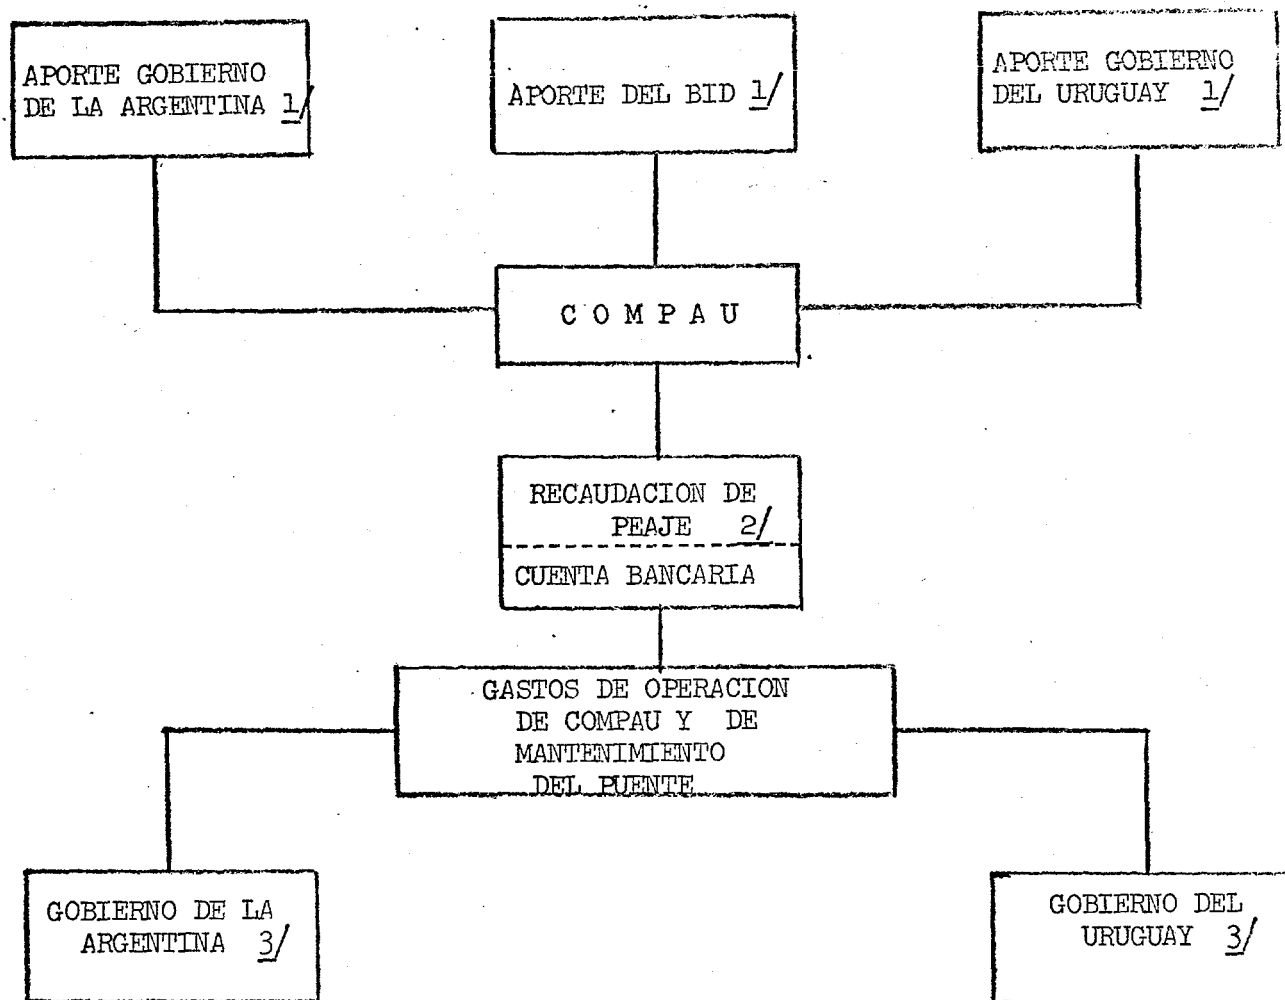 APORTE GOBIERNO
DE LA ARGENTINA 1/
APORTE DEL BID 1/
APORTE GOBIERNO
DEL URUGUAY 1/
C O M P A U
RECAUDACION DE
PEAJE 2/
CUENTA BANCARIA
GASTOS DE OPERACION
DE COMPAU Y DE
MANTENIMIENTO
DEL PUENTE
GOBIERNO DE LA
ARGENTINA 3/
GOBIERNO DEL
URUGUAY 3/